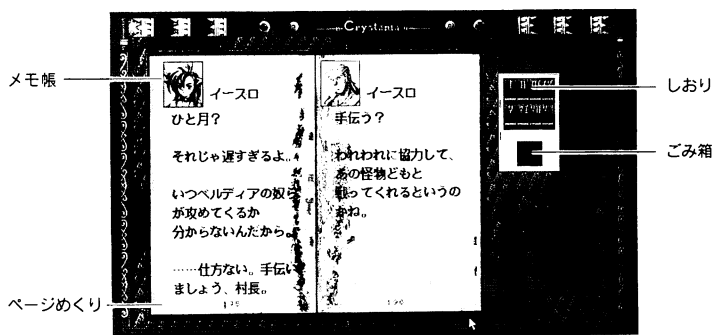 Crystania
メモ帳
イースロ
ひと月？
それじゃ遅すぎるよ。
いつベルディアの奴ら
が攻めてくるか
分からないんだから。
……仕方ない。手伝い
ましょう、村長。
イースロ
手伝う？
われわれに協力して、
あの怪物どもと
戦ってくれるというの
かね。
しおり
ごみ箱
ページめくり